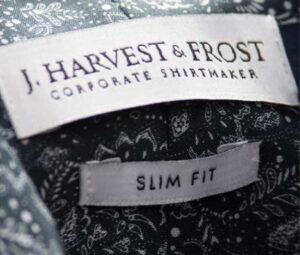 J. HARVEST & FROST
CORPORATE SHIRTMAKER
SLIM FIT